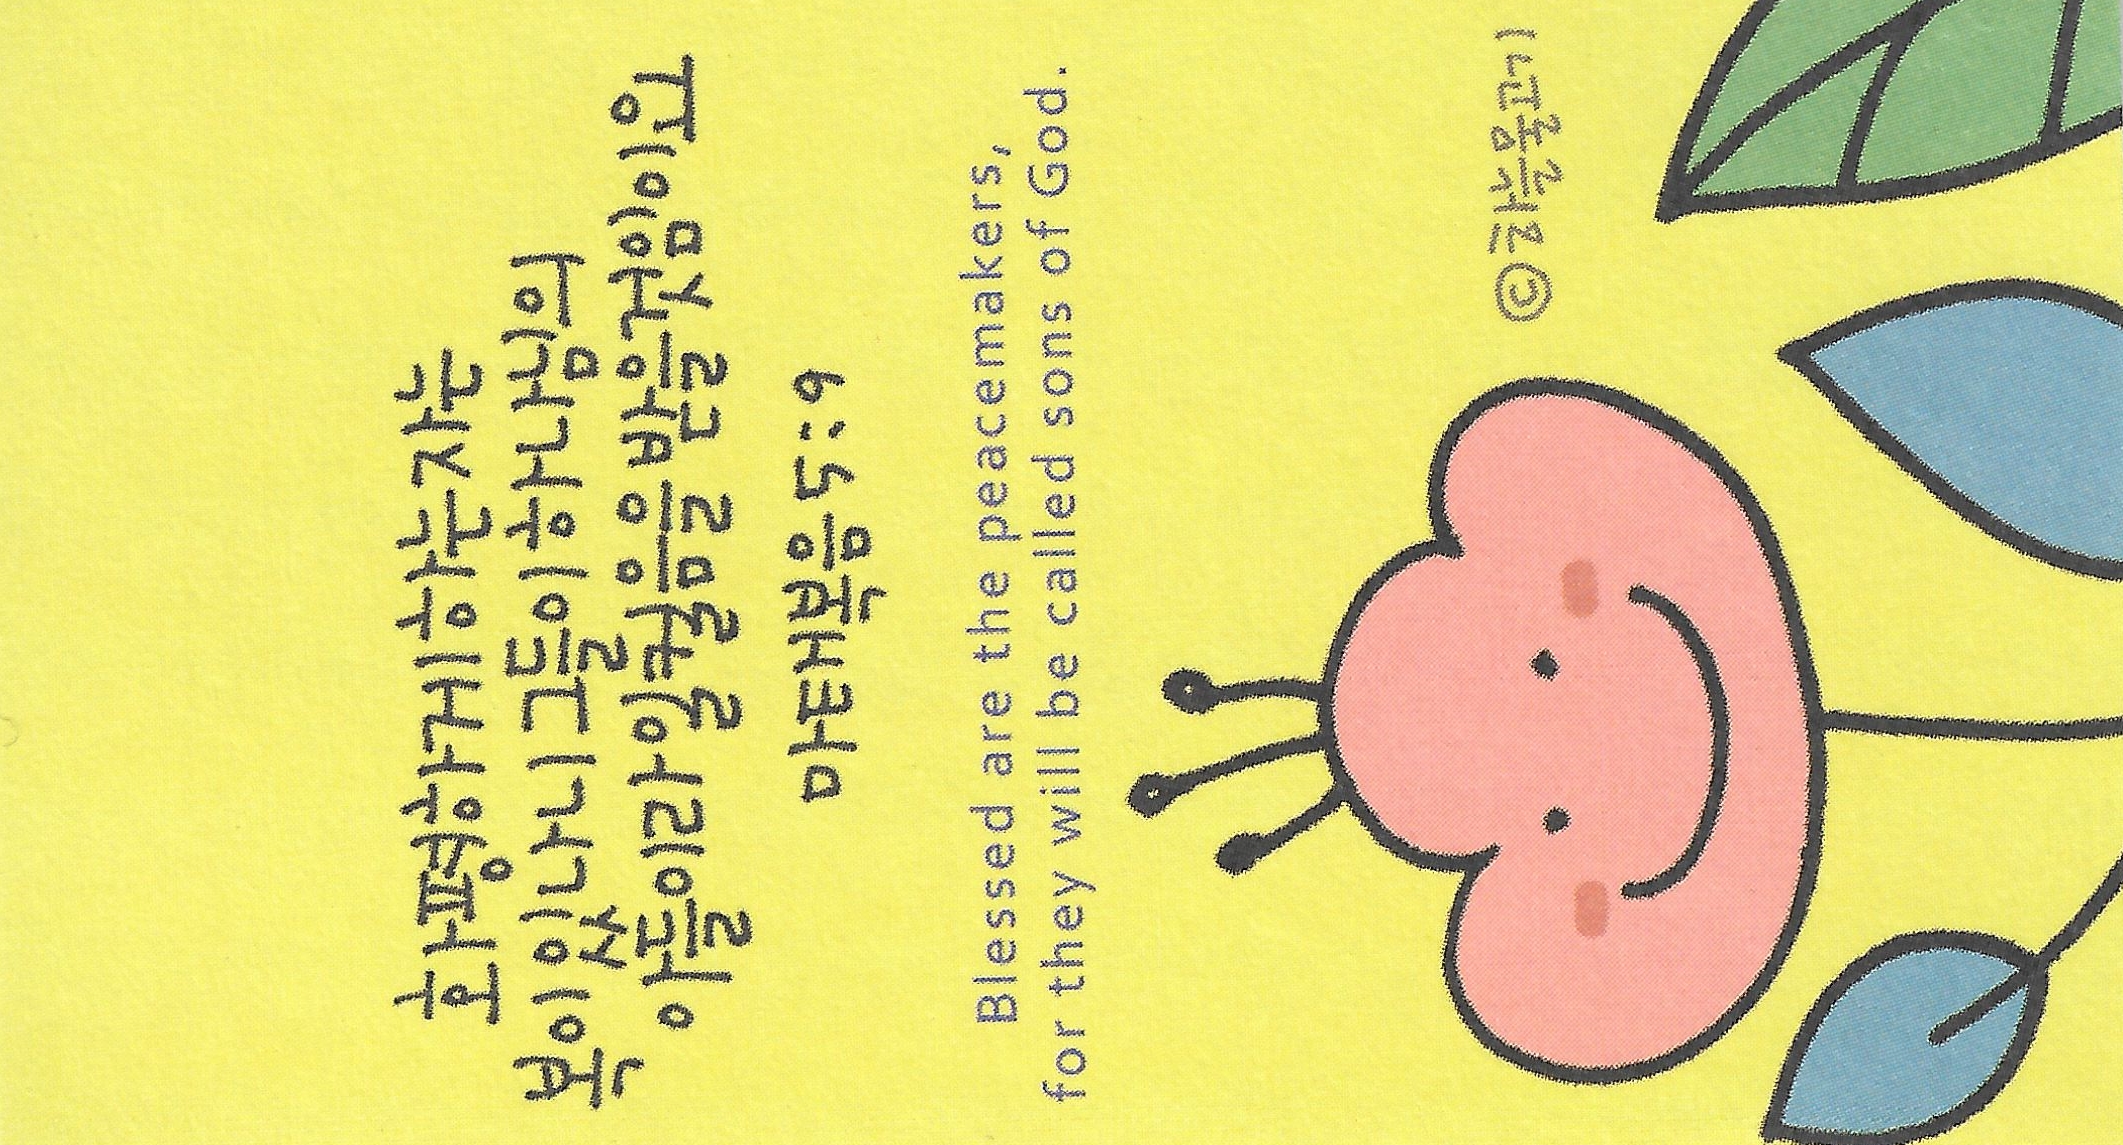 화평하게 하는 자는
복이 있나니 그들이 하나님의
아들이라 일컬음을 받을것임이요
마태복음 5:9
Blessed are the peacemakers,
for they will be called sons of God.
©하늘물고기